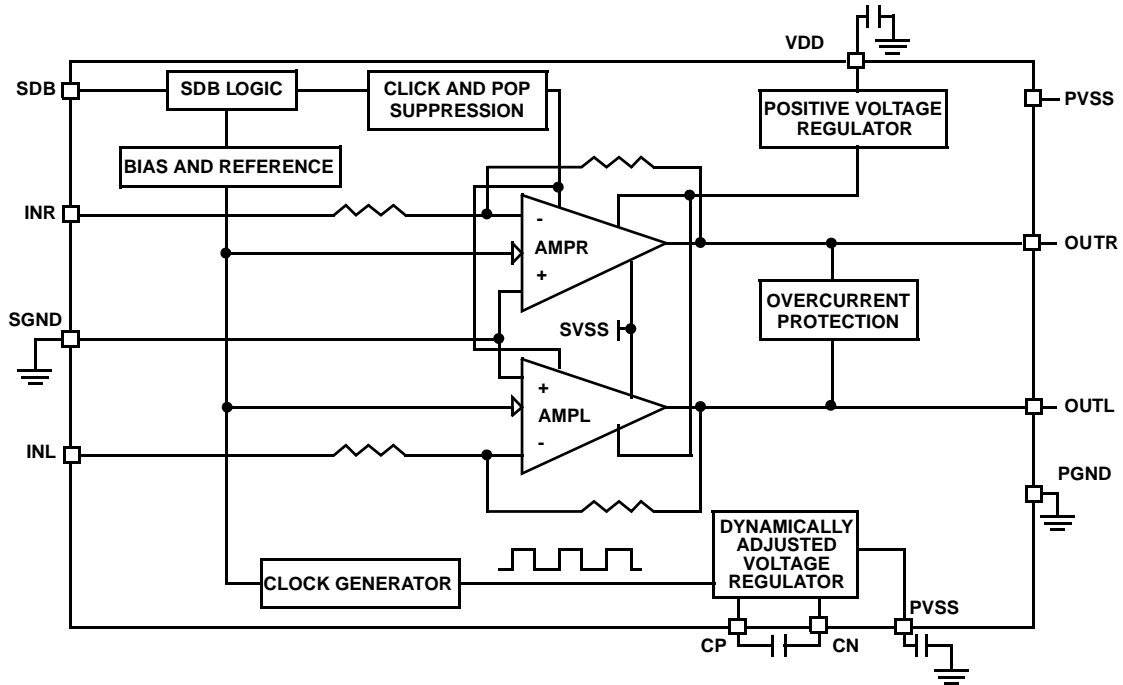 VDD
SDB
SDB LOGIC
CLICK AND POP
SUPPRESSION
POSITIVE VOLTAGE
REGULATOR
PVSS
BIAS AND REFERENCE
INR
-
AMPR
+
OUTR
OVERCURRENT
PROTECTION
SGND
SVSS
+
AMPL
-
OUTL
INL
PGND
DYNAMICALLY
ADJUSTED
VOLTAGE
REGULATOR
CLOCK GENERATOR
PVSS
CP
CN